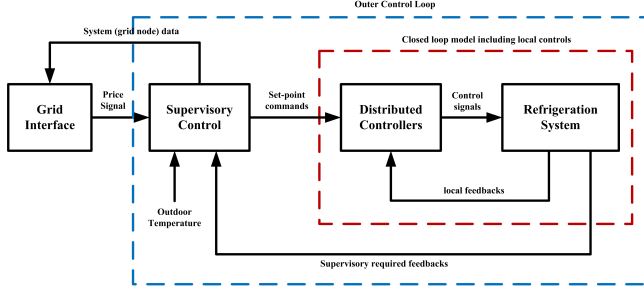 Outer Control Loop
System (grid node) data
Closed loop model including local controls
Grid
Interface
Price
Signal
Supervisory
Control
Set-point
commands
Distributed
Controllers
Control
signals
Refrigeration
System
local feedbacks
Outdoor
Temperature
Supervisory required feedbacks